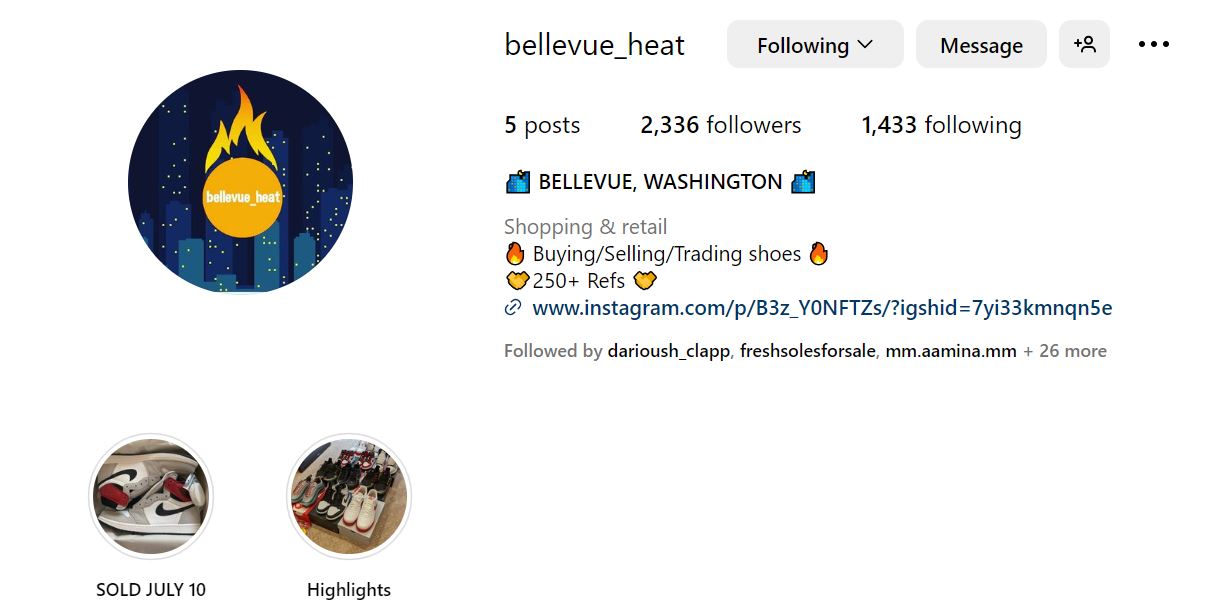 bellevue_heat
Following
Message
5 posts
2,336 followers
1,433 following
bellevue_heat
🏙️ BELLEVUE, WASHINGTON 🏙️
Shopping & retail
🔥 Buying/Selling/Trading shoes 🔥
🤝250+ Refs 🤝
www.instagram.com/p/B3z_Y0NFTZs/?igshid=7yi33kmnqn5e
Followed by darioush_clapp, freshsolesforsale, mm.aamina.mm + 26 more
SOLD JULY 10
Highlights